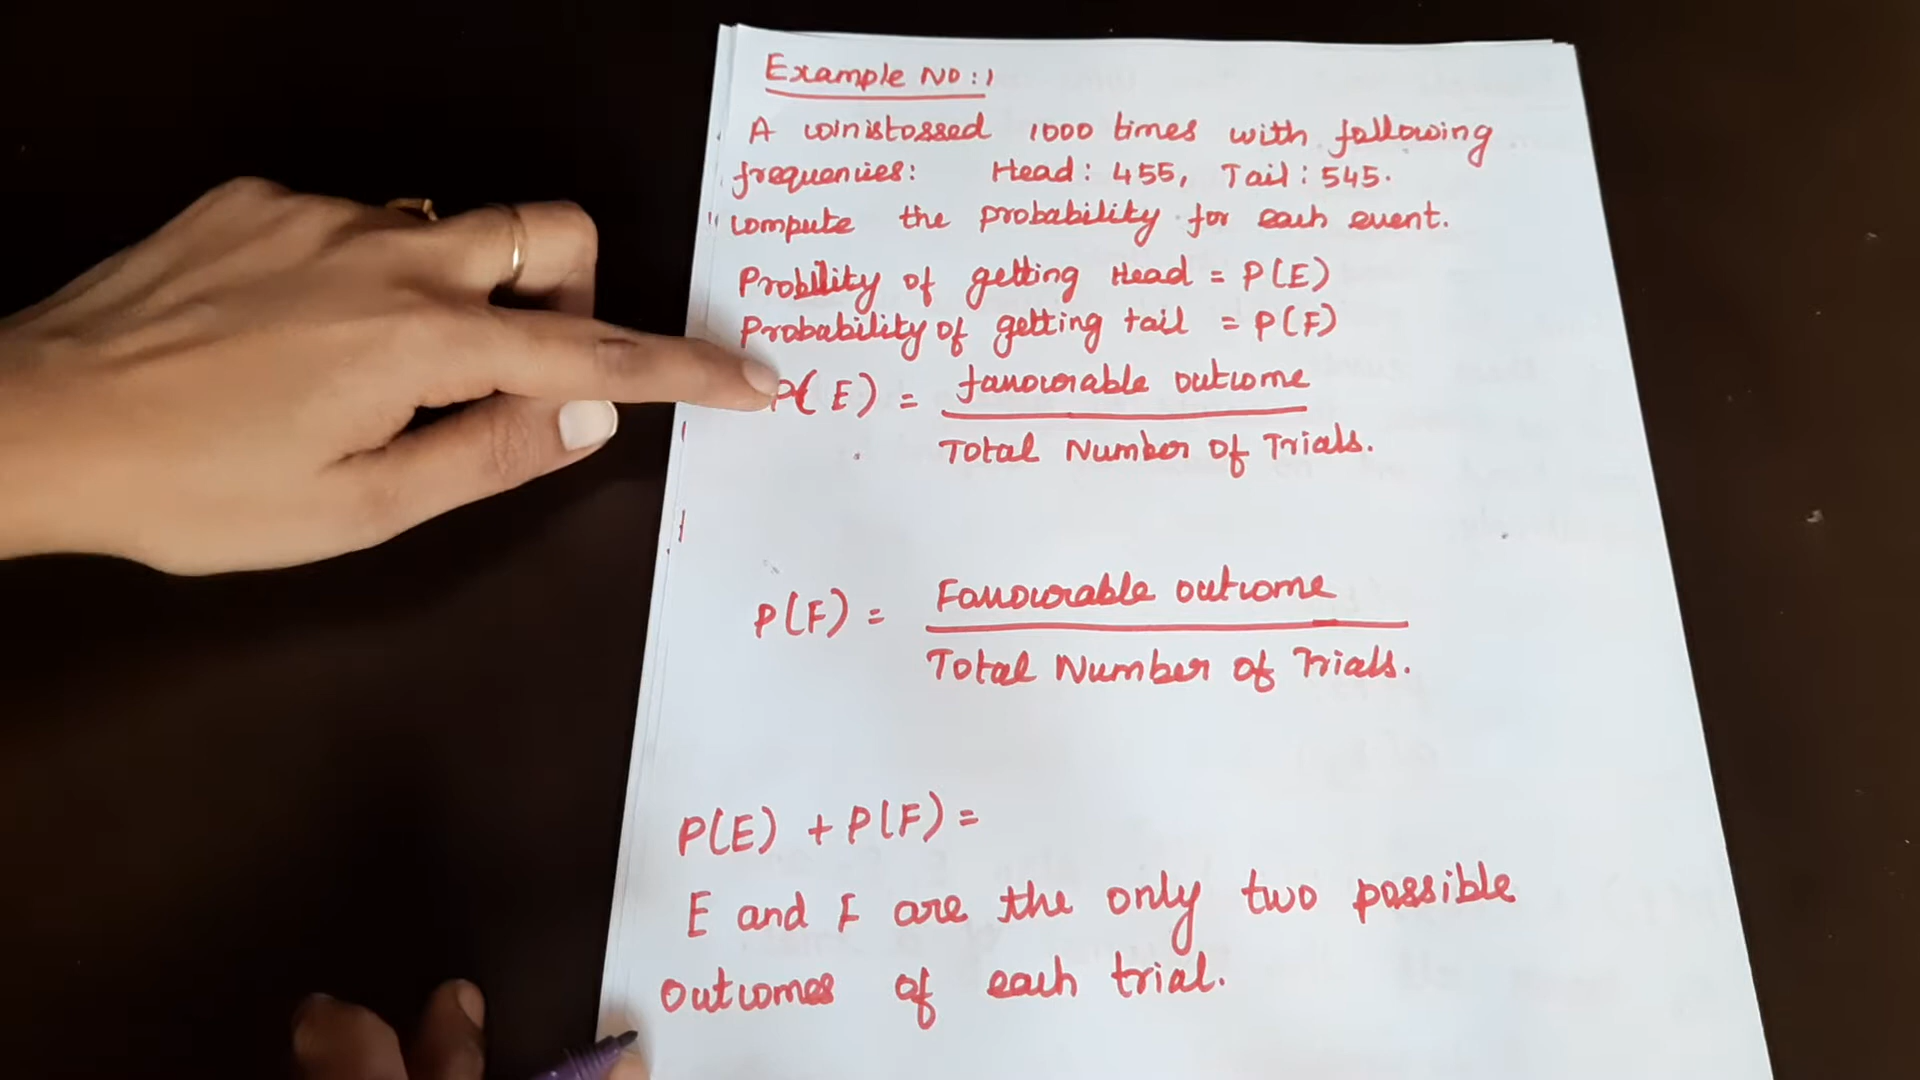 Example No: 1
A coin is tossed 1000 times with following
frequencies: Head: 455, Tail: 545.
compute the probability for each event.
Probility of getting Head = P(E)
Probability of getting tail = P(F)
P(E) = favourable outcome
Total Number of Trials.
P(F) = Favourable outcome
Total Number of Trials.
P(E) + P(F) =
E and F are the only two possible
outcomes of each trial.